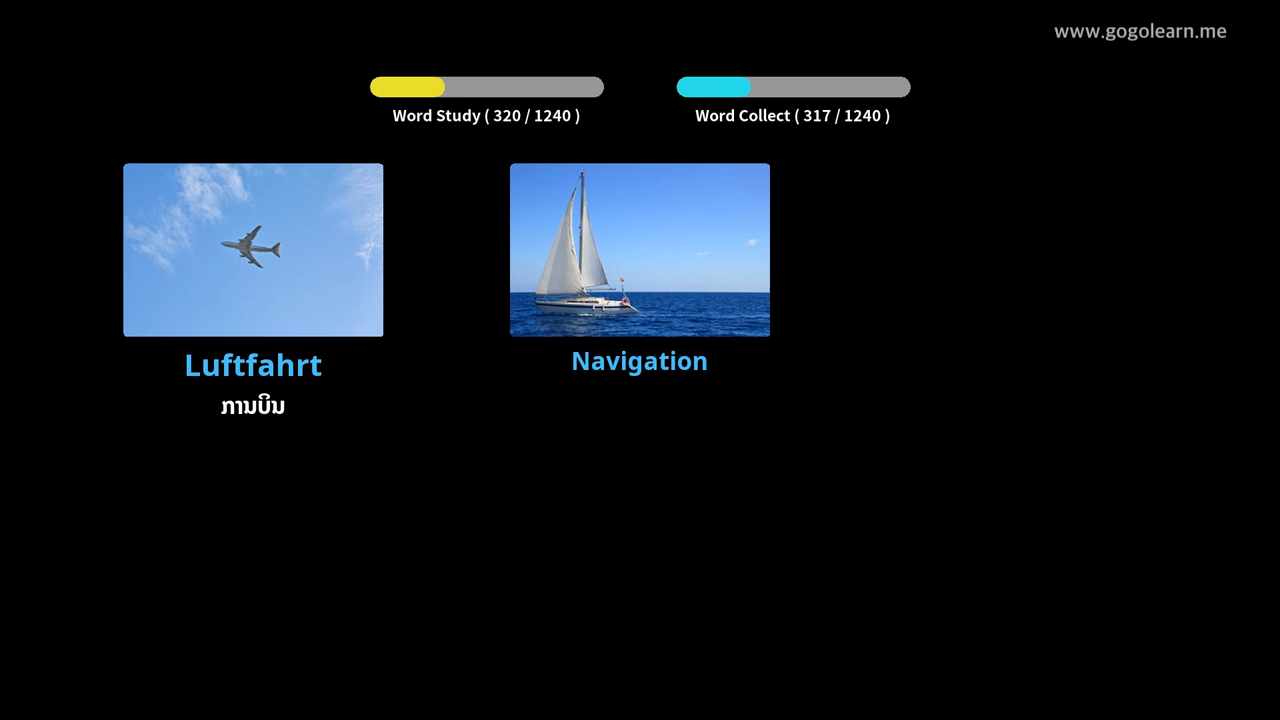 www.gogolearn.me
Word Study ( 320 / 1240 )
Word Collect ( 317 / 1240 )
Luftfahrt
ການບິນ
Navigation